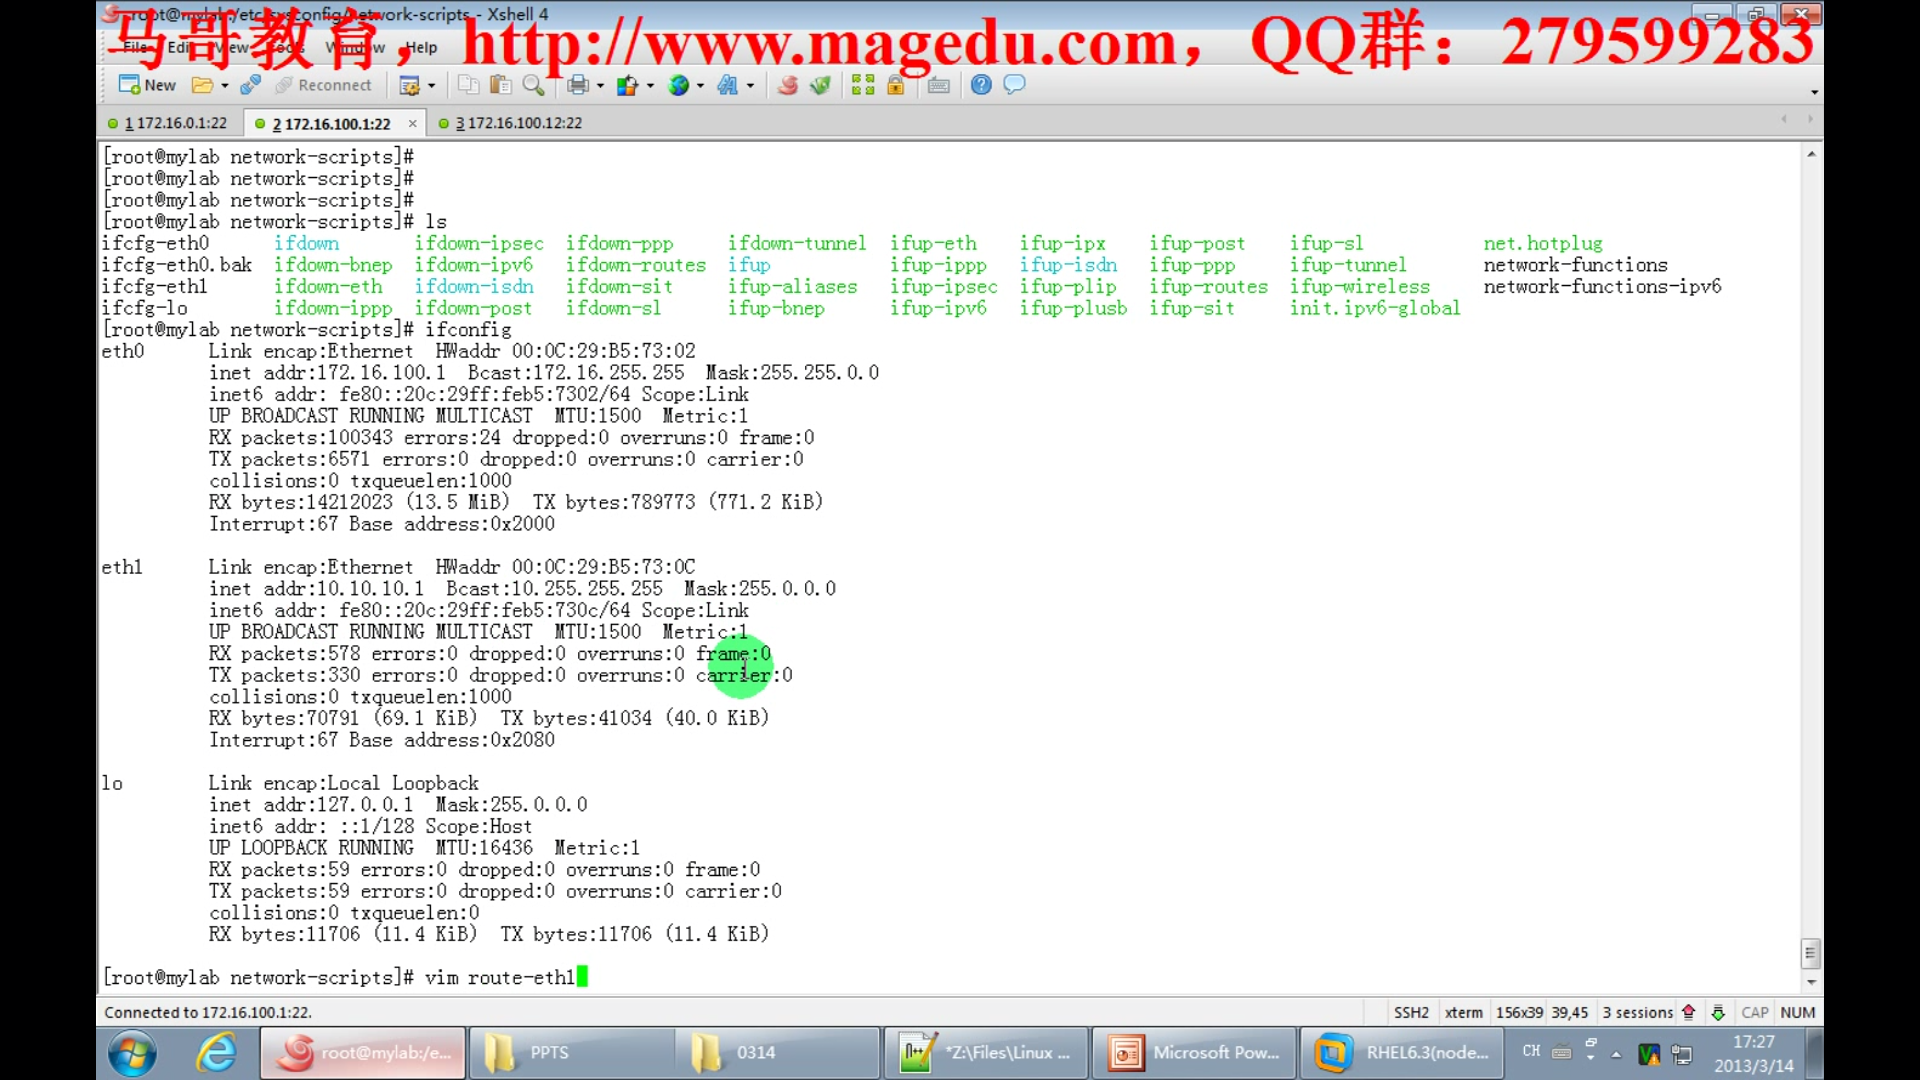 root@mylab:/etc/sysconfig/network-scripts - Xshell 4
马哥教育，http://www.magedu.com，QQ群：279599283
File Edit View Tools Window Help
New Reconnect
1 172.16.0.1:22 2 172.16.100.1:22 × 3 172.16.100.12:22
[root@mylab network-scripts]#
[root@mylab network-scripts]#
[root@mylab network-scripts]#
[root@mylab network-scripts]# ls
ifcfg-eth0 ifdown ifdown-ipsec ifdown-ppp ifdown-tunnel ifup-eth ifup-ipx ifup-post ifup-sl net.hotplug
ifcfg-eth0.bak ifdown-bnep ifdown-ipv6 ifdown-routes ifup ifup-ippp ifup-isdn ifup-ppp ifup-tunnel network-functions
ifcfg-eth1 ifdown-eth ifdown-isdn ifdown-sit ifup-aliases ifup-ipsec ifup-plip ifup-routes ifup-wireless network-functions-ipv6
ifcfg-lo ifdown-ippp ifdown-post ifdown-sl ifup-bnep ifup-ipv6 ifup-plusb ifup-sit init.ipv6-global
[root@mylab network-scripts]# ifconfig
eth0 Link encap:Ethernet HWaddr 00:0C:29:B5:73:02
inet addr:172.16.100.1 Bcast:172.16.255.255 Mask:255.255.0.0
inet6 addr: fe80::20c:29ff:feb5:7302/64 Scope:Link
UP BROADCAST RUNNING MULTICAST MTU:1500 Metric:1
RX packets:100343 errors:24 dropped:0 overruns:0 frame:0
TX packets:6571 errors:0 dropped:0 overruns:0 carrier:0
collisions:0 txqueuelen:1000
RX bytes:14212023 (13.5 MiB) TX bytes:789773 (771.2 KiB)
Interrupt:67 Base address:0x2000
eth1 Link encap:Ethernet HWaddr 00:0C:29:B5:73:0C
inet addr:10.10.10.1 Bcast:10.255.255.255 Mask:255.0.0.0
inet6 addr: fe80::20c:29ff:feb5:730c/64 Scope:Link
UP BROADCAST RUNNING MULTICAST MTU:1500 Metric:1
RX packets:578 errors:0 dropped:0 overruns:0 frame:0
TX packets:330 errors:0 dropped:0 overruns:0 carrier:0
collisions:0 txqueuelen:1000
RX bytes:70791 (69.1 KiB) TX bytes:41034 (40.0 KiB)
Interrupt:67 Base address:0x2080
lo Link encap:Local Loopback
inet addr:127.0.0.1 Mask:255.0.0.0
inet6 addr: ::1/128 Scope:Host
UP LOOPBACK RUNNING MTU:16436 Metric:1
RX packets:59 errors:0 dropped:0 overruns:0 frame:0
TX packets:59 errors:0 dropped:0 overruns:0 carrier:0
collisions:0 txqueuelen:0
RX bytes:11706 (11.4 KiB) TX bytes:11706 (11.4 KiB)
[root@mylab network-scripts]# vim route-eth1
Connected to 172.16.100.1:22. SSH2 xterm 156x39 39,45 3 sessions CAP NUM
root@mylab:/e... PPTS 0314 *Z:\Files\Linux ... Microsoft Pow... RHEL6.3(node... CH 17:27
2013/3/14